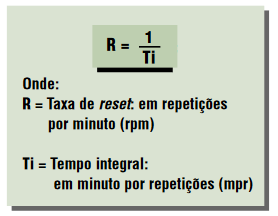 R = 1
Ti
Onde:
R = Taxa de reset: em repetições
por minuto (rpm)
Ti = Tempo integral:
em minuto por repetições (mpr)